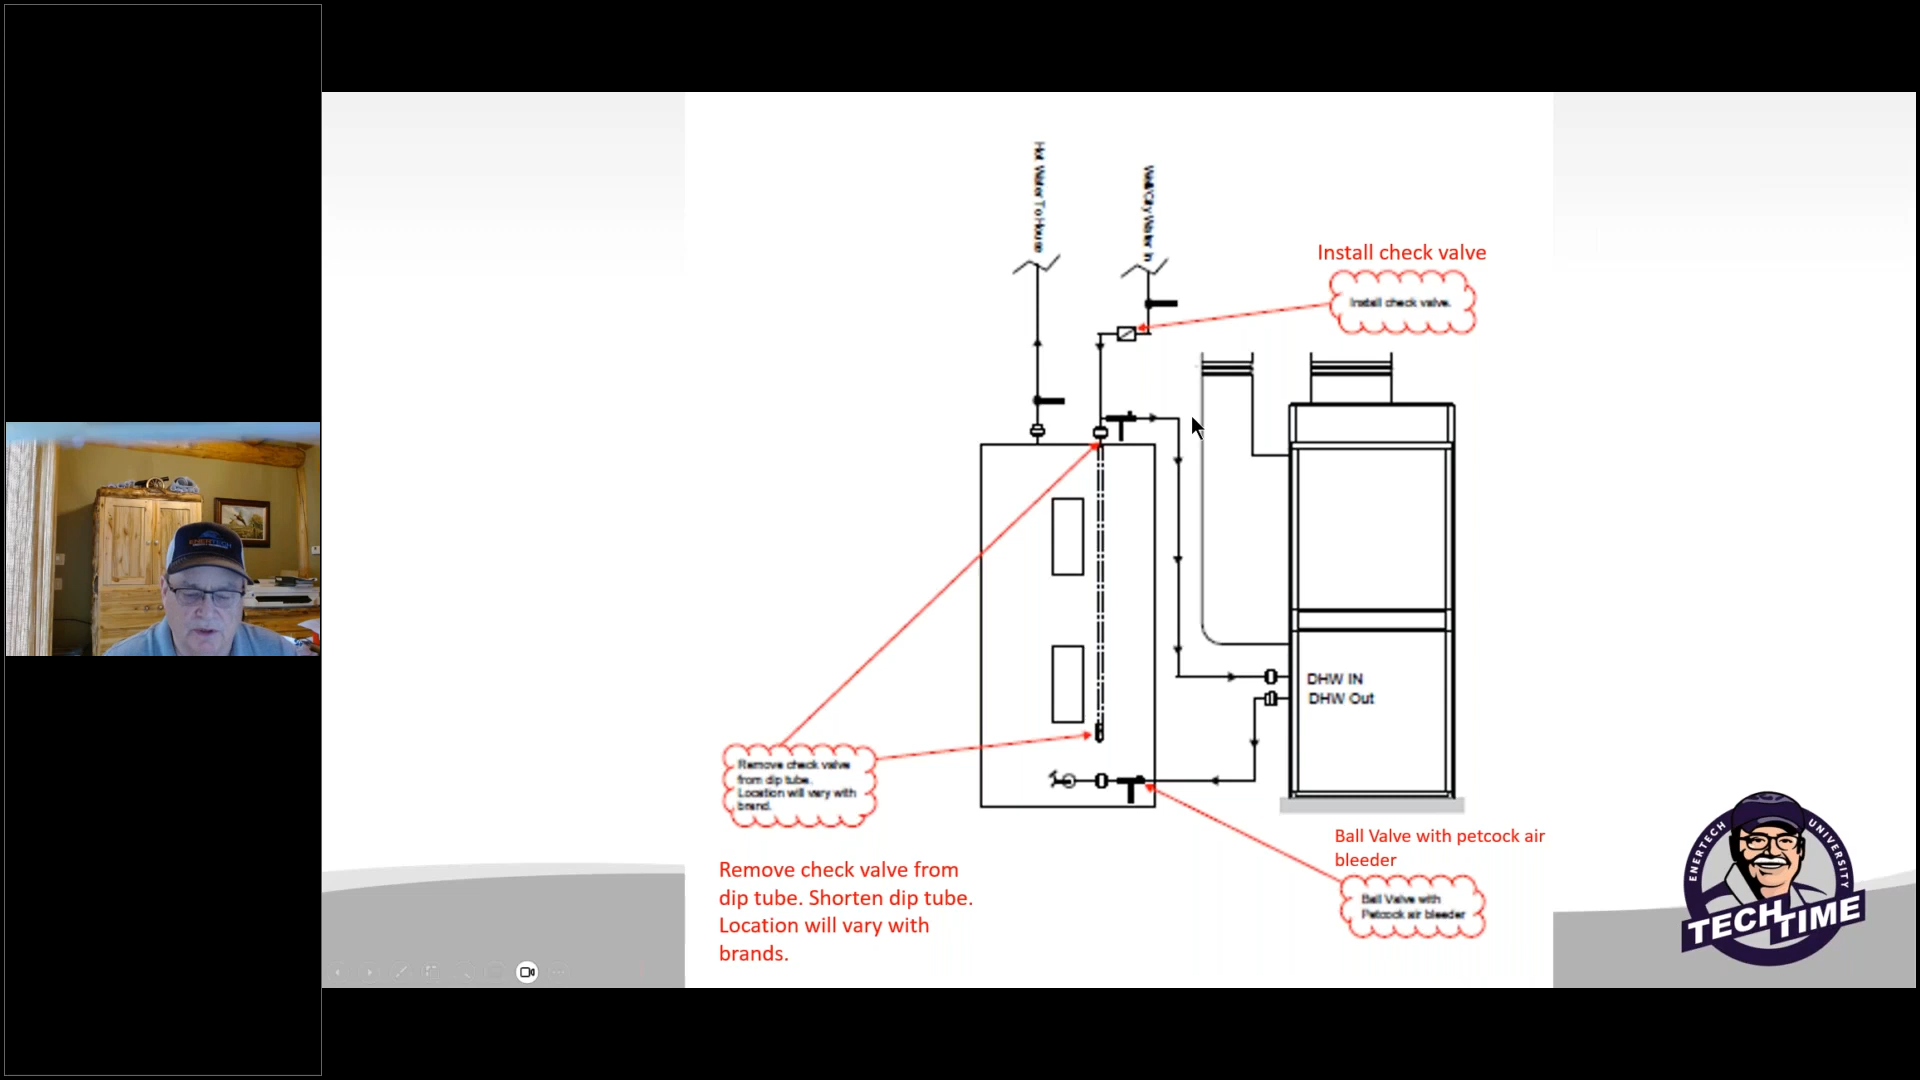 Hot Water To House
Well/City Water In
Install check valve
Install check valve.
DHW IN
DHW Out
Remove check valve
from dip tube.
Location will vary with
brand.
Ball Valve with petcock air
bleeder
Remove check valve from
dip tube. Shorten dip tube.
Location will vary with
brands.
Ball Valve with
Petcock air bleeder
ENERTECH UNIVERSITY
TECH TIME